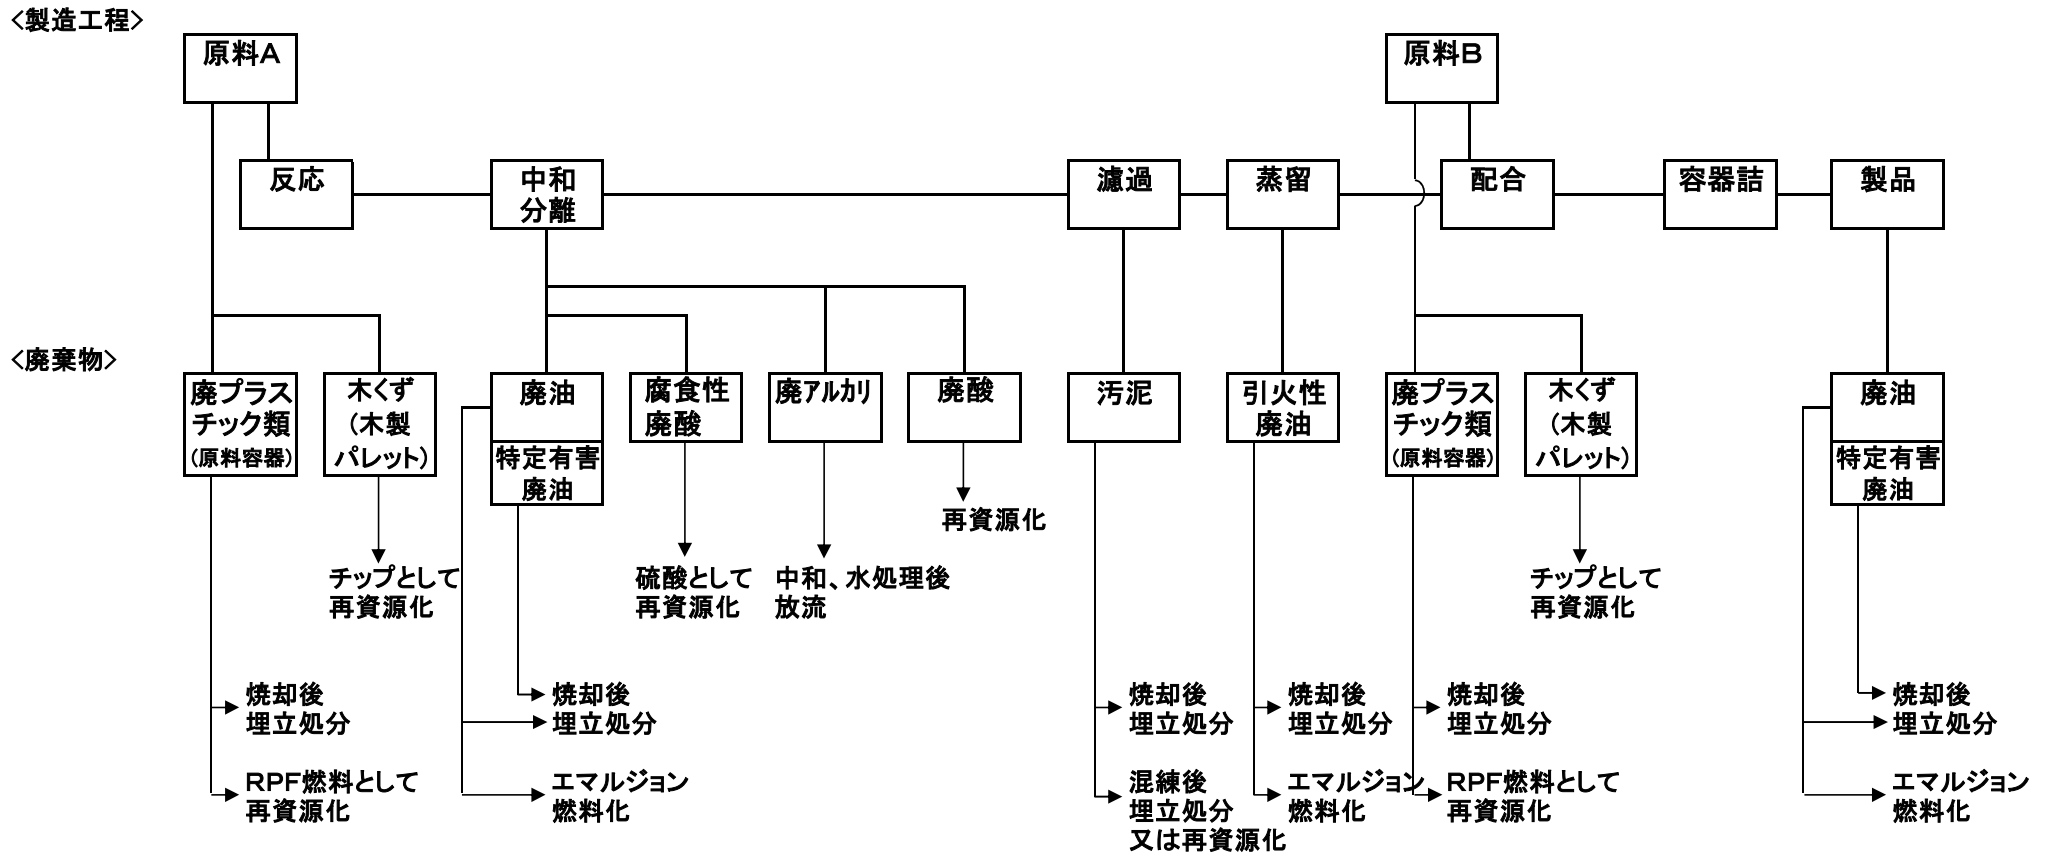 <製造工程>
原料A
原料B
反応
中和
分離
濾過
蒸留
配合
容器詰
製品
<廃棄物>
廃プラス
チック類
(原料容器)
木くず
(木製
パレット)
廃油
特定有害
廃油
腐食性
廃酸
廃アルカリ
廃酸
汚泥
引火性
廃油
廃プラス
チック類
(原料容器)
木くず
(木製
パレット)
廃油
特定有害
廃油
再資源化
チップとして
再資源化
硫酸として
再資源化
中和、水処理後
放流
チップとして
再資源化
焼却後
埋立処分
焼却後
埋立処分
焼却後
埋立処分
焼却後
埋立処分
焼却後
埋立処分
焼却後
埋立処分
RPF燃料として
再資源化
エマルジョン
燃料化
混練後
埋立処分
又は再資源化
エマルジョン
燃料化
RPF燃料として
再資源化
エマルジョン
燃料化